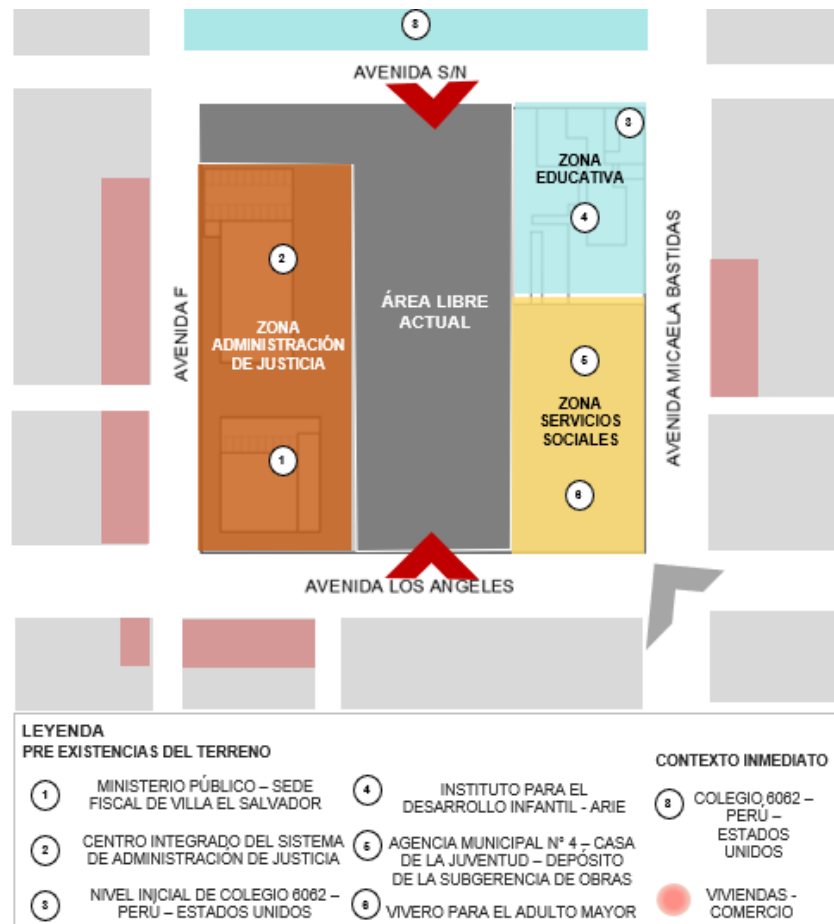 8
AVENIDA S/N
3
ZONA
EDUCATIVA
4
2
ZONA
ADMINISTRACIÓN
DE JUSTICIA
1
ÁREA LIBRE
ACTUAL
5
ZONA
SERVICIOS
SOCIALES
6
AVENIDA F
AVENIDA MICAELA BASTIDAS
AVENIDA LOS ANGELES
LEYENDA
PRE EXISTENCIAS DEL TERRENO
1
MINISTERIO PÚBLICO – SEDE
FISCAL DE VILLA EL SALVADOR
2
CENTRO INTEGRADO DEL SISTEMA
DE ADMINISTRACIÓN DE JUSTICIA
3
NIVEL INICIAL DE COLEGIO 6062 –
PERU – ESTADOS UNIDOS
4
INSTITUTO PARA EL
DESARROLLO INFANTIL - ARIE
5
AGENCIA MUNICIPAL N° 4 – CASA
DE LA JUVENTUD – DEPÓSITO
DE LA SUBGERENCIA DE OBRAS
6
VIVERO PARA EL ADULTO MAYOR
CONTEXTO INMEDIATO
8
COLEGIO 6062 –
PERÚ –
ESTADOS
UNIDOS
VIVIENDAS -
COMERCIO